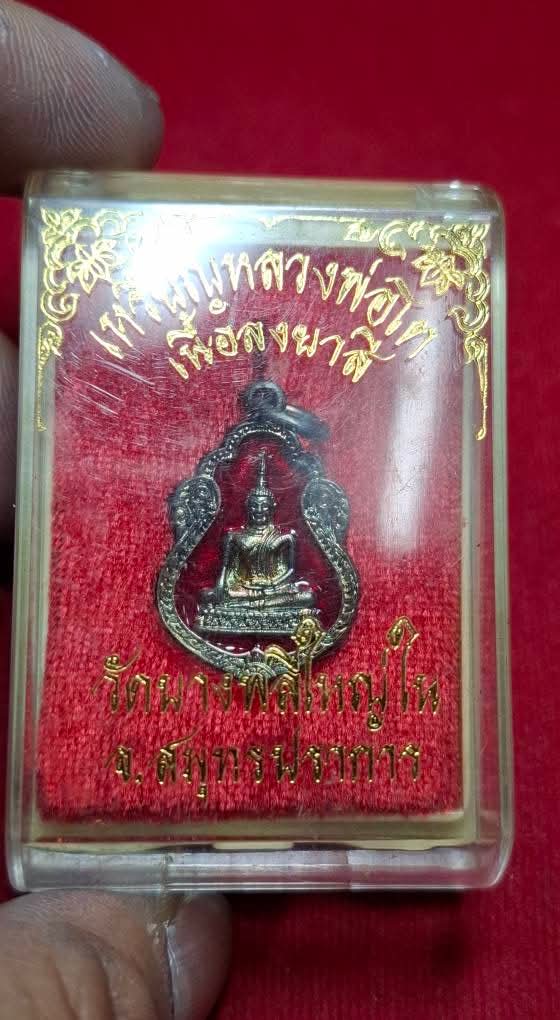 เหรียญหลวงพ่อโต
เนื้อลงยาสี
วัดบางพลีใหญ่ใน
จ.สมุทรปราการ